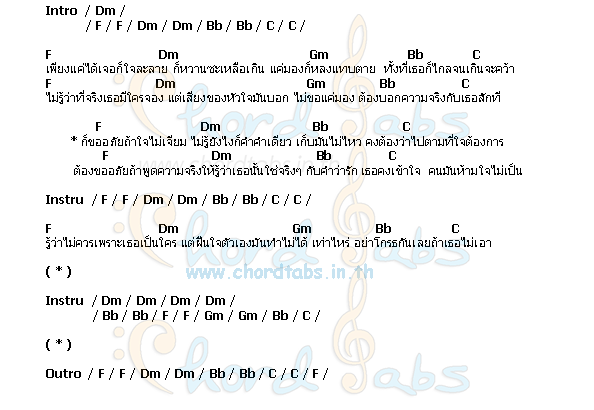 Intro / Dm /
/ F / F / Dm / Dm / Bb / Bb / C / C /
F Dm Gm Bb C
เพียงแค่ได้เจอก็ใจละลาย ก็หวานซะเหลือเกิน แค่มองก็หลงแทบตาย ทั้งที่เธอก็ไกลจนเกินจะคว้า
F Dm Gm Bb C
ไม่รู้ว่าที่จริงเธอมีใครจอง แต่เสียงของหัวใจมันบอก ไม่ขอแค่มอง ต้องบอกความจริงกับเธอสักที
F Dm Bb C
* ก็ขออภัยถ้าใจไม่เจียม ไม่รู้ยังไงก็คำคำเดียว เก็บมันไม่ไหว คงต้องว่าไปตามที่ใจต้องการ
F Dm Bb C
ต้องขออภัยถ้าพูดความจริงให้รู้ว่าเธอนั้นใช่จริงๆ กับคำว่ารัก เธอคงเข้าใจ คนมันห้ามใจไม่เป็น
Instru / F / F / Dm / Dm / Bb / Bb / C / C /
F Dm Gm Bb C
รู้ว่าไม่ควรเพราะเธอเป็นใคร แต่ฝืนใจตัวเองมันทำไม่ได้ เท่าไหร่ อย่าโกรธกันเลยถ้าเธอไม่เอา
www.chordtabs.in.th
( * )
Instru / Dm / Dm / Dm / Dm /
/ Bb / Bb / F / F / Gm / Gm / Bb / C /
( * )
Outro / F / F / Dm / Dm / Bb / Bb / C / C / F /